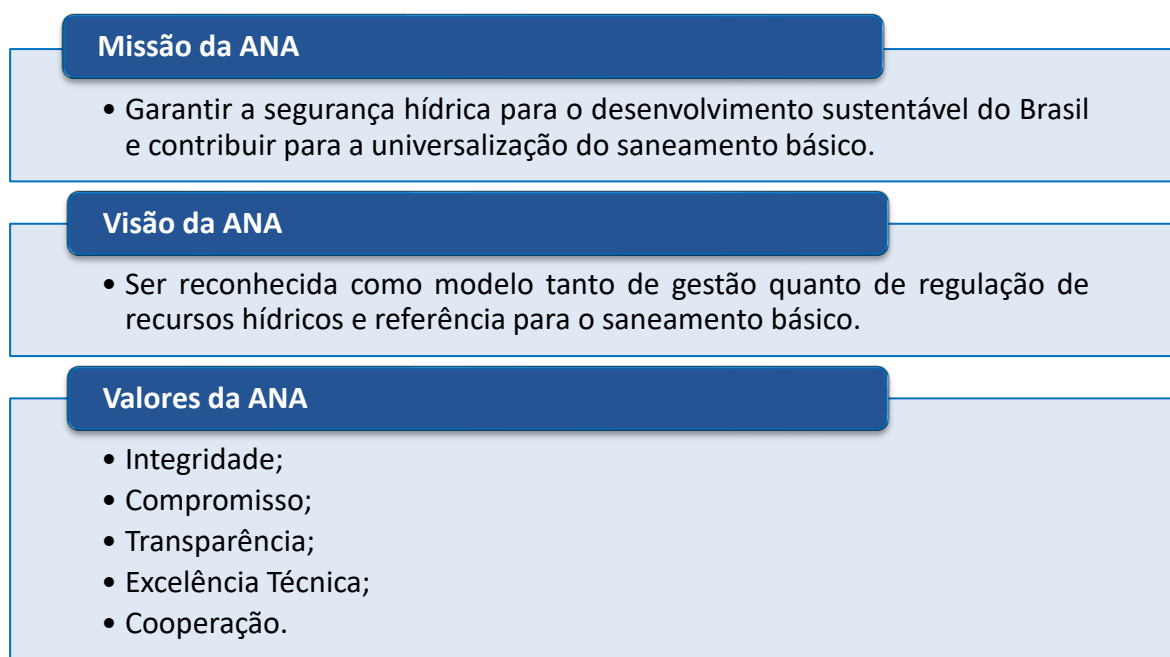 Missão da ANA
• Garantir a segurança hídrica para o desenvolvimento sustentável do Brasil
e contribuir para a universalização do saneamento básico.
Visão da ANA
• Ser reconhecida como modelo tanto de gestão quanto de regulação de
recursos hídricos e referência para o saneamento básico.
Valores da ANA
• Integridade;
• Compromisso;
• Transparência;
• Excelência Técnica;
• Cooperação.